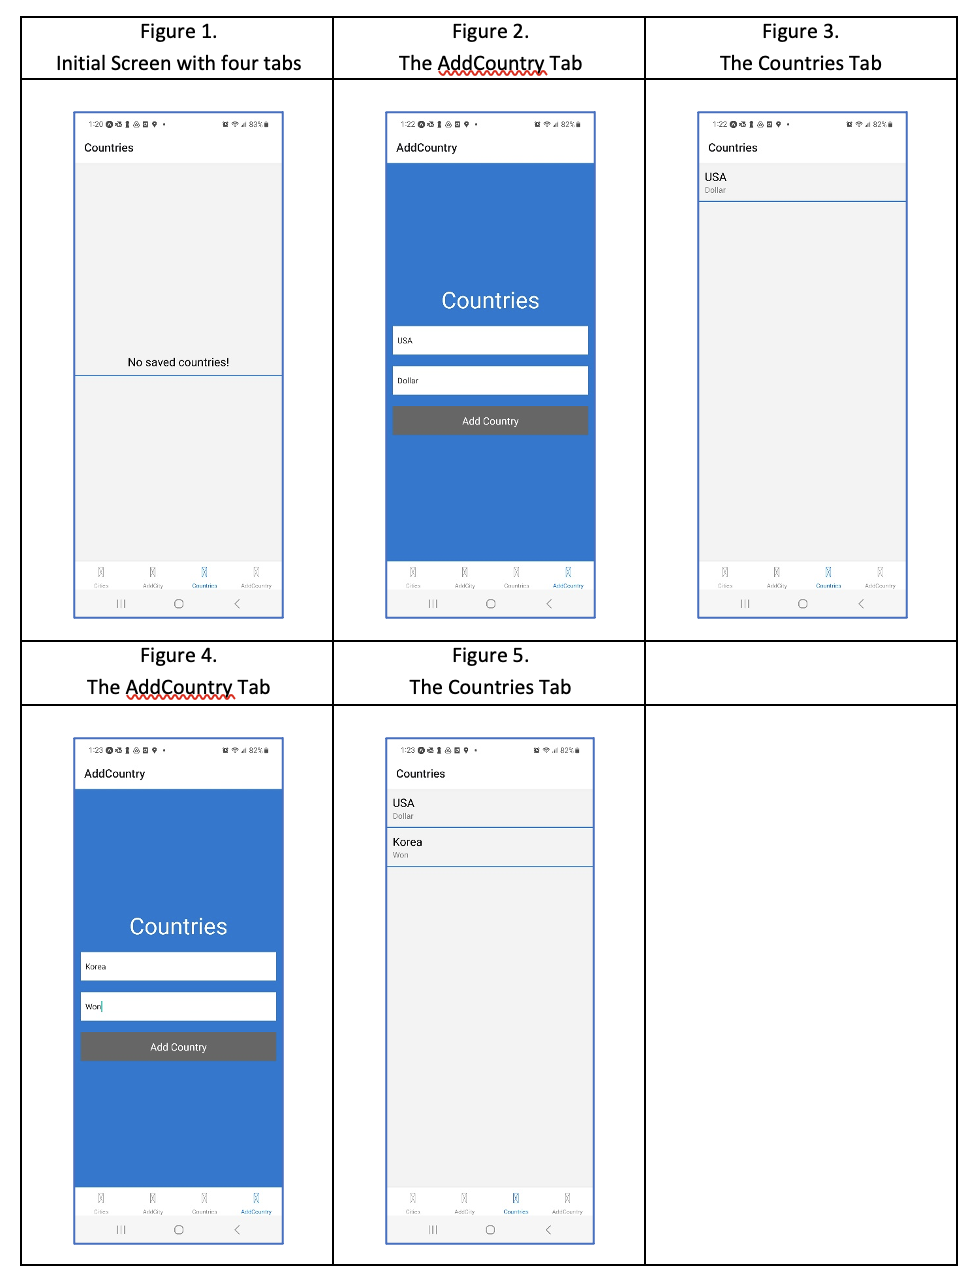 Figure 1.
Initial Screen with four tabs
Figure 2.
The AddCountry Tab
Figure 3.
The Countries Tab
1:20
83%
Countries
No saved countries!
Cities
AddCity
Countries
AddCountry
1:22
82%
AddCountry
Countries
USA
Dollar
Add Country
Cities
AddCity
Countries
AddCountry
1:22
82%
Countries
USA
Dollar
Cities
AddCity
Countries
AddCountry
Figure 4.
The AddCountry Tab
Figure 5.
The Countries Tab
1:23
82%
AddCountry
Countries
Korea
Won
Add Country
Cities
AddCity
Countries
AddCountry
1:23
82%
Countries
USA
Dollar
Korea
Won
Cities
AddCity
Countries
AddCountry